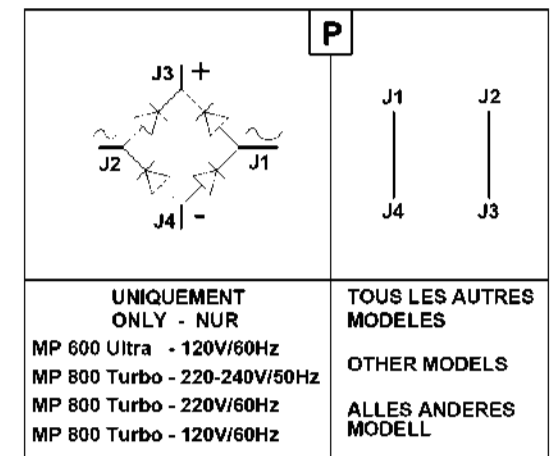 P
J3 +
J2
J1
J4 -
J1 J2
J4 J3
UNIQUEMENT
ONLY - NUR
MP 600 Ultra - 120V/60Hz
MP 800 Turbo - 220-240V/50Hz
MP 800 Turbo - 220V/60Hz
MP 800 Turbo - 120V/60Hz
TOUS LES AUTRES
MODELES
OTHER MODELS
ALLES ANDERES
MODELL